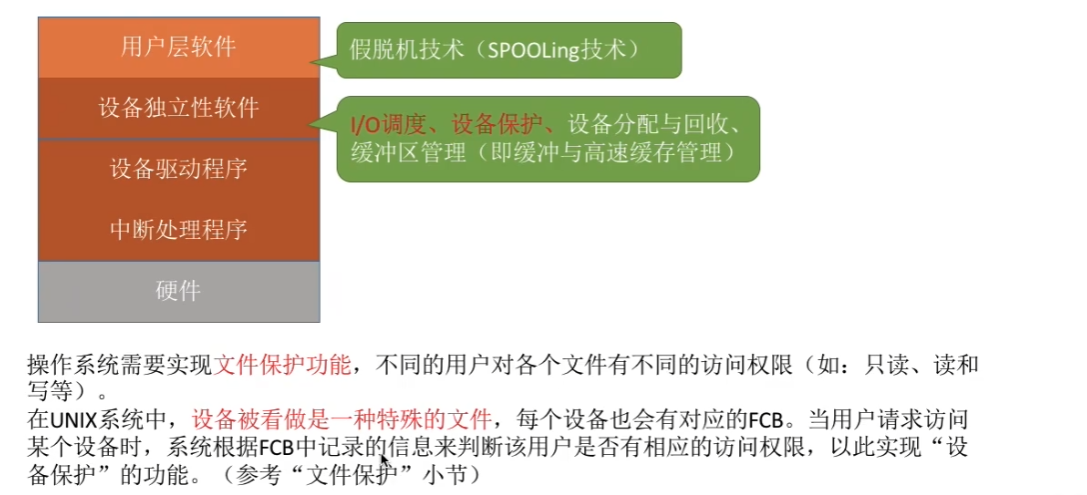 用户层软件
假脱机技术（SPOOLing技术）
设备独立性软件
I/O调度、设备保护、设备分配与回收、
缓冲区管理（即缓冲与高速缓存管理）
设备驱动程序
中断处理程序
硬件
操作系统需要实现文件保护功能，不同的用户对各个文件有不同的访问权限（如：只读、读和
写等）。
在UNIX系统中，设备被看做是一种特殊的文件，每个设备也会有对应的FCB。当用户请求访问
某个设备时，系统根据FCB中记录的信息来判断该用户是否有相应的访问权限，以此实现“设
备保护”的功能。（参考“文件保护”小节）